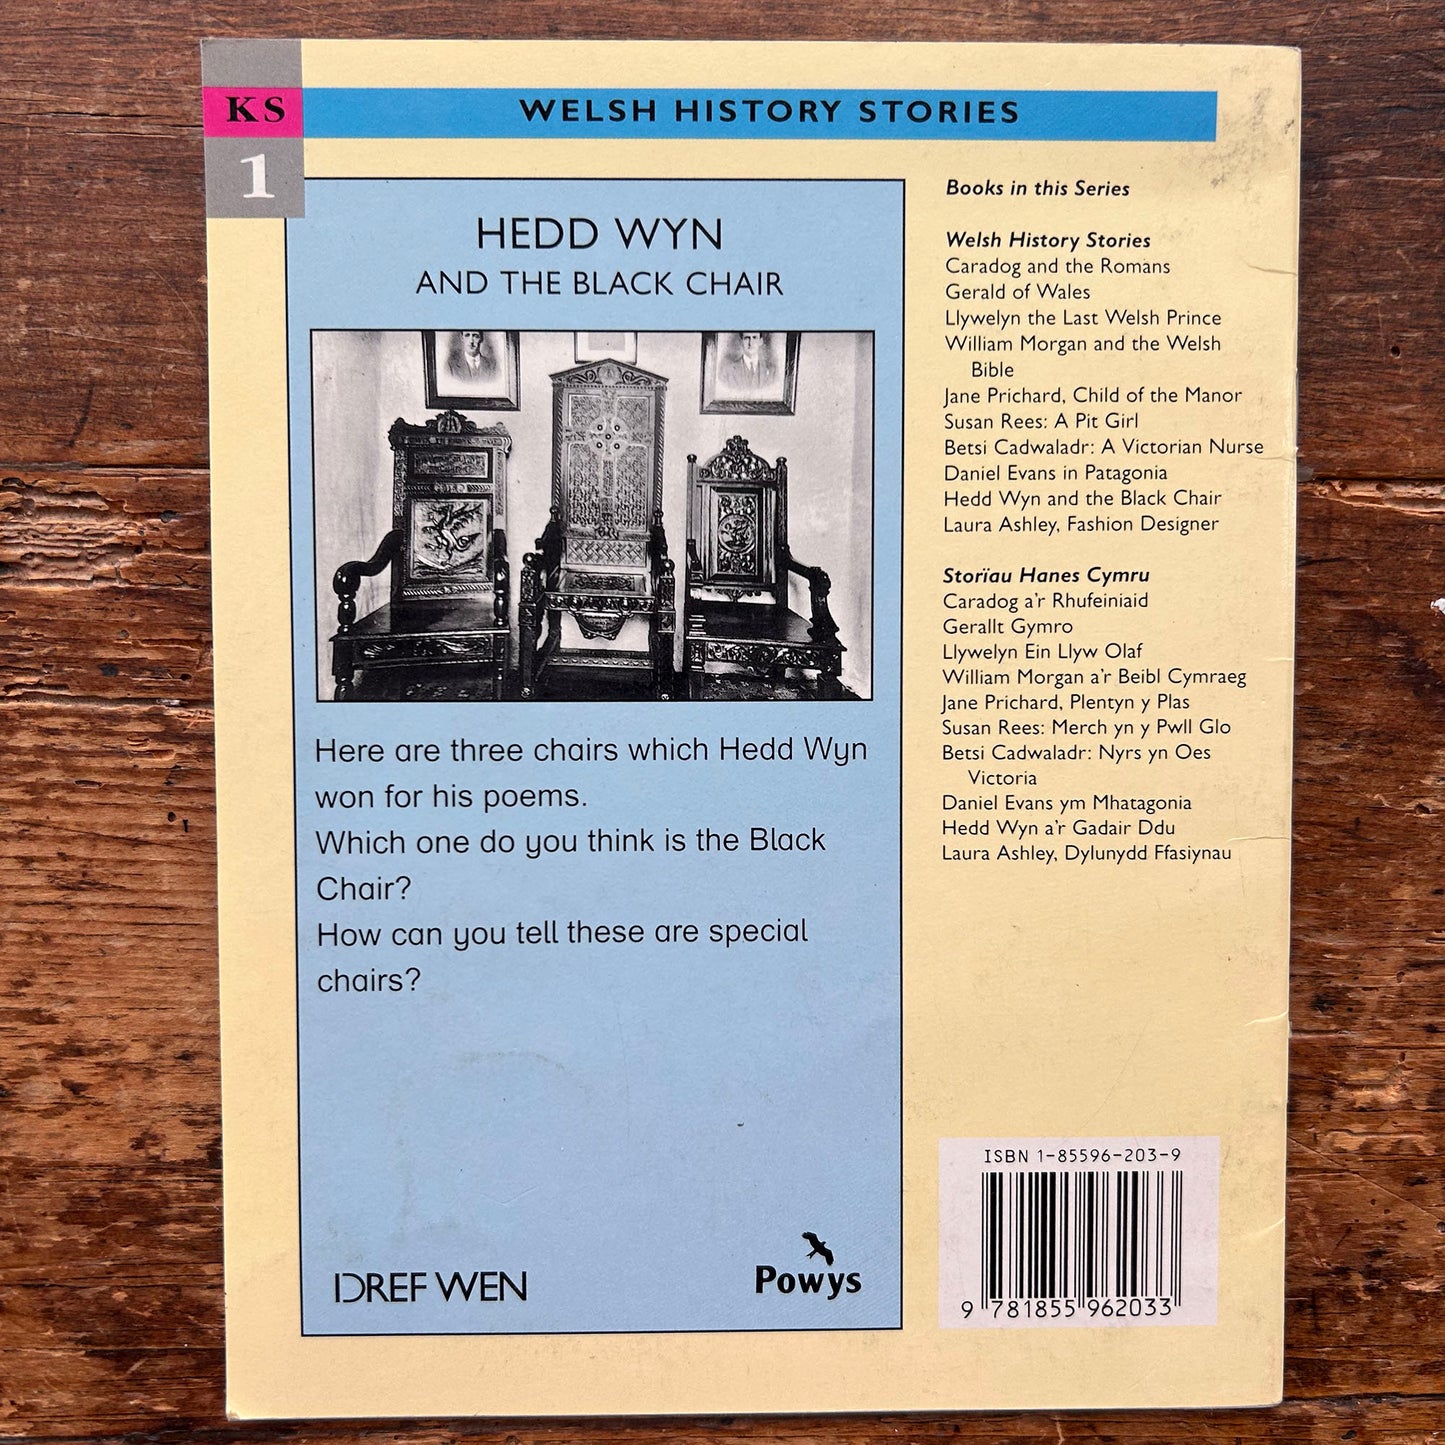 KS
1
WELSH HISTORY STORIES
HEDD WYN
AND THE BLACK CHAIR
Here are three chairs which Hedd Wyn
won for his poems.
Which one do you think is the Black
Chair?
How can you tell these are special
chairs?
DREF WEN
Powys
Books in this Series
Welsh History Stories
Caradog and the Romans
Gerald of Wales
Llywelyn the Last Welsh Prince
William Morgan and the Welsh
Bible
Jane Prichard, Child of the Manor
Susan Rees: A Pit Girl
Betsi Cadwaladr: A Victorian Nurse
Daniel Evans in Patagonia
Hedd Wyn and the Black Chair
Laura Ashley, Fashion Designer
Storïau Hanes Cymru
Caradog a'r Rhufeiniaid
Gerallt Gymro
Llywelyn Ein Llyw Olaf
William Morgan a'r Beibl Cymraeg
Jane Prichard, Plentyn y Plas
Susan Rees: Merch yn y Pwll Glo
Betsi Cadwaladr: Nyrs yn Oes
Victoria
Daniel Evans ym Mhatagonia
Hedd Wyn a'r Gadair Ddu
Laura Ashley, Dylunydd Ffasiynau
ISBN 1-85596-203-9
9 781855 962033